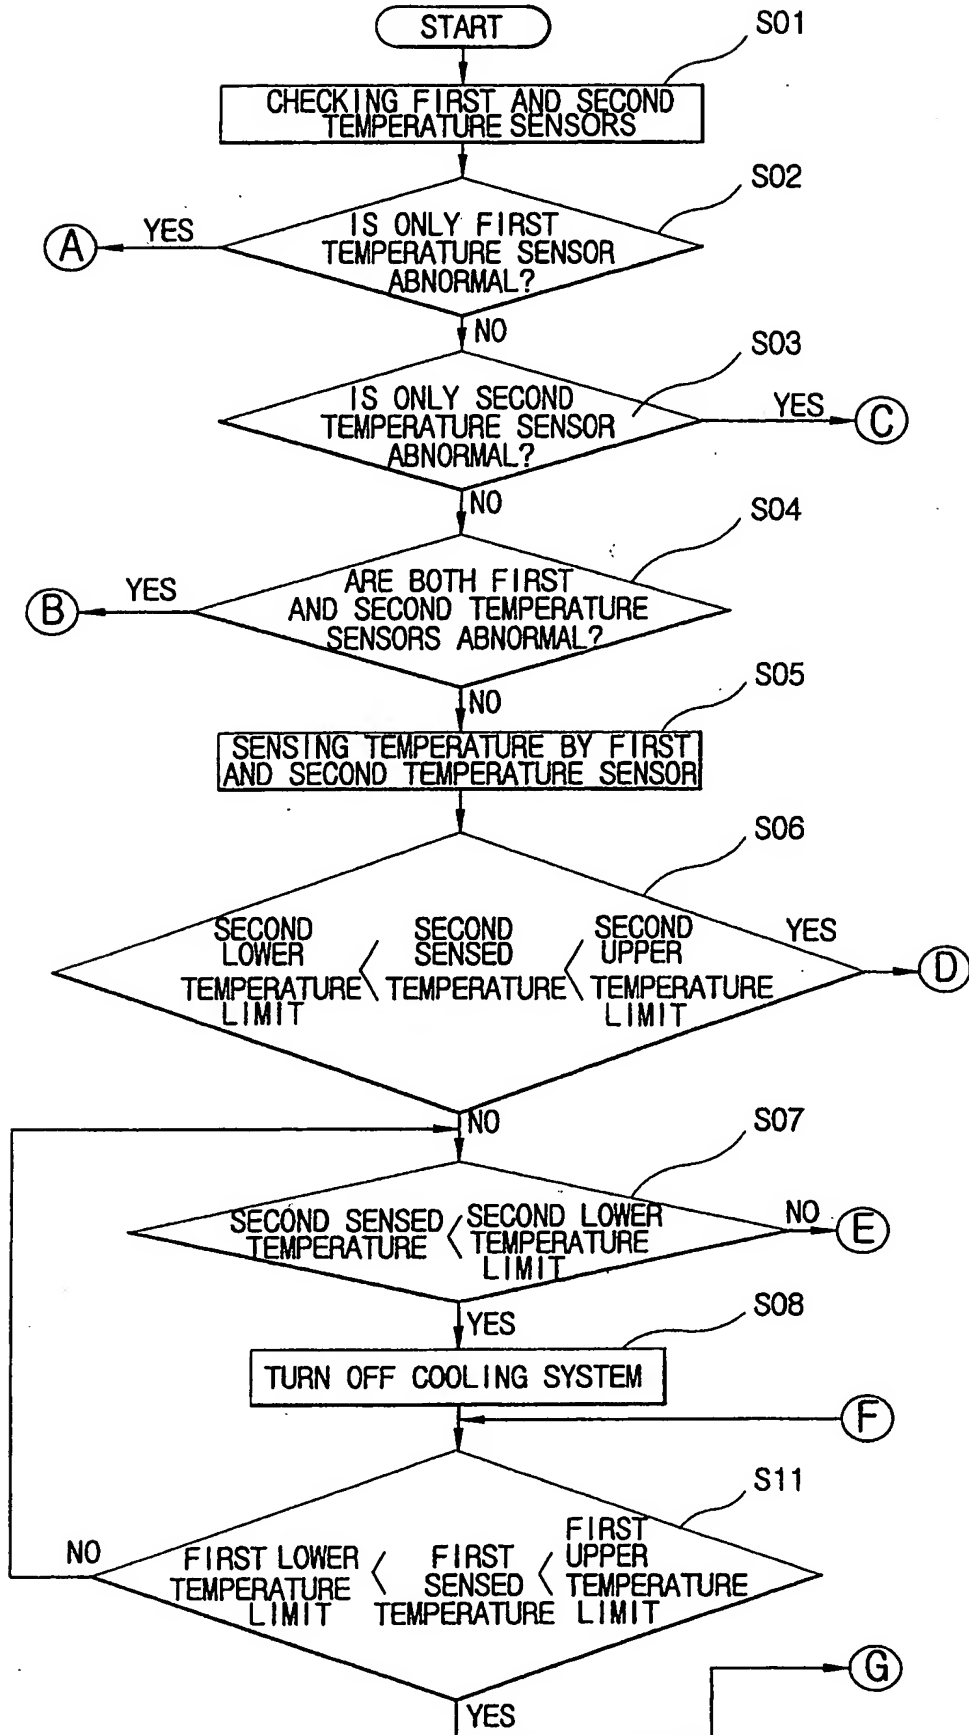 START
S01
CHECKING FIRST AND SECOND
TEMPERATURE SENSORS
S02
IS ONLY FIRST
TEMPERATURE SENSOR
ABNORMAL?
YES
A
NO
S03
IS ONLY SECOND
TEMPERATURE SENSOR
ABNORMAL?
YES
C
NO
S04
ARE BOTH FIRST
AND SECOND TEMPERATURE
SENSORS ABNORMAL?
YES
B
NO
S05
SENSING TEMPERATURE BY FIRST
AND SECOND TEMPERATURE SENSOR
S06
SECOND
LOWER
TEMPERATURE
LIMIT
<
SECOND
SENSED
TEMPERATURE
<
SECOND
UPPER
TEMPERATURE
LIMIT
YES
D
NO
S07
SECOND SENSED
TEMPERATURE
<
SECOND LOWER
TEMPERATURE
LIMIT
NO
E
YES
S08
TURN OFF COOLING SYSTEM
F
S11
FIRST LOWER
TEMPERATURE
LIMIT
<
FIRST
SENSED
TEMPERATURE
<
FIRST
UPPER
TEMPERATURE
LIMIT
NO
G
YES